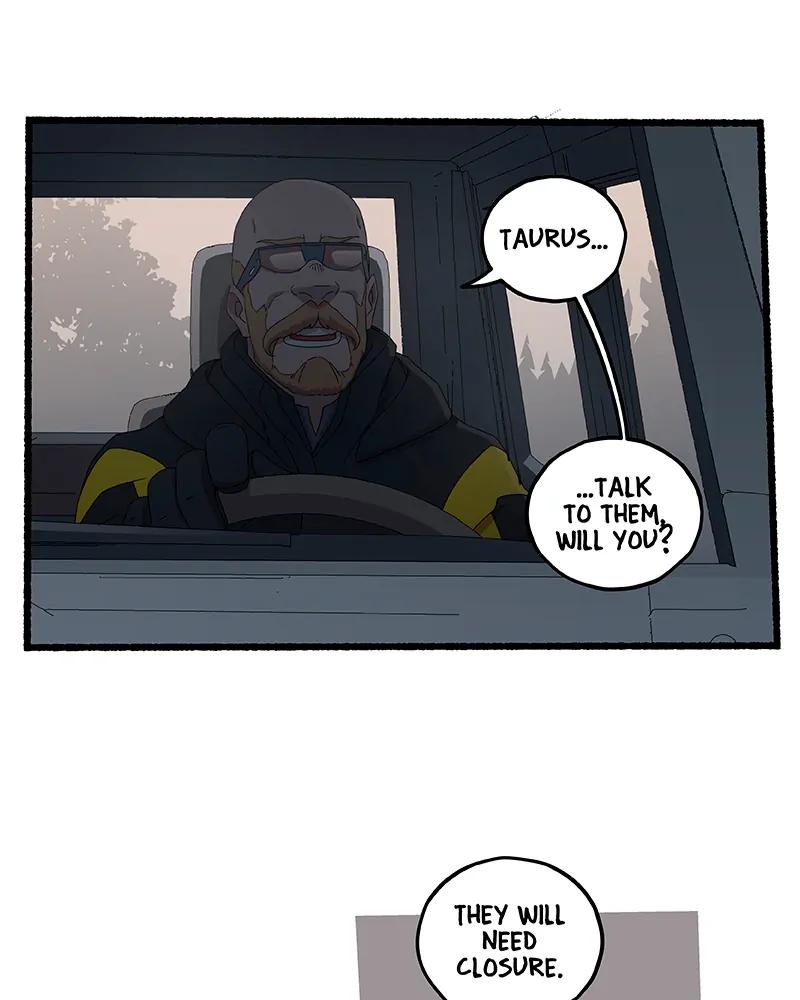 TAURUS...
...TALK
TO THEM,
WILL YOU?
THEY WILL
NEED
CLOSURE.